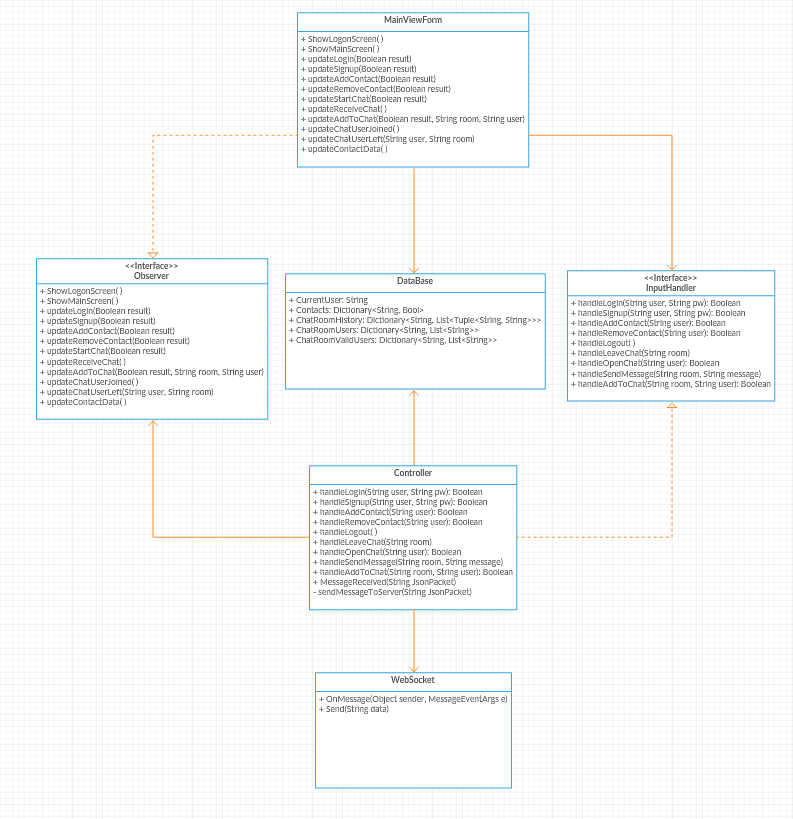 MainViewForm
+ ShowLogonScreen( )
+ ShowMainScreen( )
+ updateLogin(Boolean result)
+ updateSignup(Boolean result)
+ updateAddContact(Boolean result)
+ updateRemoveContact(Boolean result)
+ updateStartChat(Boolean result)
+ updateReceiveChat( )
+ updateAddToChat(Boolean result, String room, String user)
+ updateChatUserJoined( )
+ updateChatUserLeft(String user, String room)
+ updateContactData( )
<<Interface>>
Observer
+ ShowLogonScreen( )
+ ShowMainScreen( )
+ updateLogin(Boolean result)
+ updateSignup(Boolean result)
+ updateAddContact(Boolean result)
+ updateRemoveContact(Boolean result)
+ updateStartChat(Boolean result)
+ updateReceiveChat( )
+ updateAddToChat(Boolean result, String room, String user)
+ updateChatUserJoined( )
+ updateChatUserLeft(String user, String room)
+ updateContactData( )
DataBase
+ CurrentUser: String
+ Contacts: Dictionary<String, Bool>
+ ChatRoomHistory: Dictionary<String, List<Tuple<String, String>>>
+ ChatRoomUsers: Dictionary<String, List<String>>
+ ChatRoomValidUsers: Dictionary<String, List<String>>
<<Interface>>
InputHandler
+ handleLogin(String user, String pw): Boolean
+ handleSignup(String user, String pw): Boolean
+ handleAddContact(String user): Boolean
+ handleRemoveContact(String user): Boolean
+ handleLogout( )
+ handleLeaveChat(String room)
+ handleOpenChat(String user): Boolean
+ handleSendMessage(String room, String message)
+ handleAddToChat(String room, String user): Boolean
Controller
+ handleLogin(String user, String pw): Boolean
+ handleSignup(String user, String pw): Boolean
+ handleAddContact(String user): Boolean
+ handleRemoveContact(String user): Boolean
+ handleLogout( )
+ handleLeaveChat(String room)
+ handleOpenChat(String user): Boolean
+ handleSendMessage(String room, String message)
+ handleAddToChat(String room, String user): Boolean
+ MessageReceived(String JsonPacket)
- sendMessageToServer(String JsonPacket)
WebSocket
+ OnMessage(Object sender, MessageEventArgs e)
+ Send(String data)